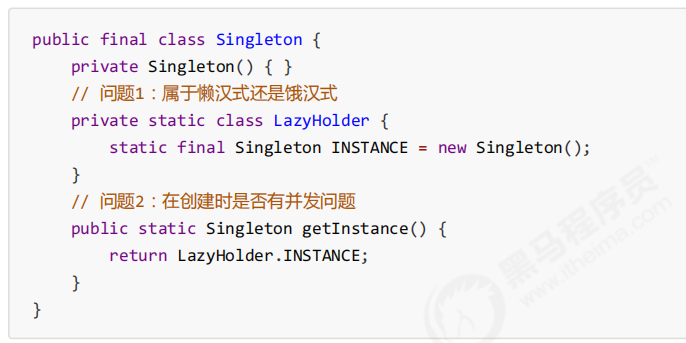 public final class Singleton {
    private Singleton() { }
    // 问题1：属于懒汉式还是饿汉式
    private static class LazyHolder {
        static final Singleton INSTANCE = new Singleton();
    }
    // 问题2：在创建时是否有并发问题
    public static Singleton getInstance() {
        return LazyHolder.INSTANCE;
    }
}
黑马程序员™
www.itheima.com